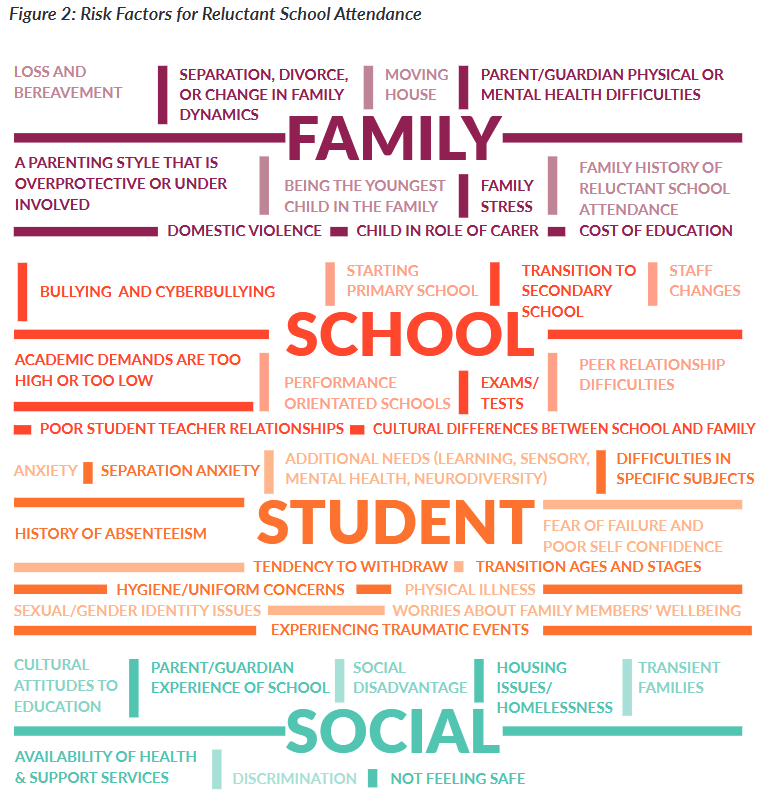 Figure 2: Risk Factors for Reluctant School Attendance
LOSS AND
BEREAVEMENT
SEPARATION, DIVORCE,
OR CHANGE IN FAMILY
DYNAMICS
MOVING
HOUSE
PARENT/GUARDIAN PHYSICAL OR
MENTAL HEALTH DIFFICULTIES
FAMILY
A PARENTING STYLE THAT IS
OVERPROTECTIVE OR UNDER
INVOLVED
BEING THE YOUNGEST
CHILD IN THE FAMILY
FAMILY
STRESS
FAMILY HISTORY OF
RELUCTANT SCHOOL
ATTENDANCE
DOMESTIC VIOLENCE
CHILD IN ROLE OF CARER
COST OF EDUCATION
BULLYING AND CYBERBULLYING
STARTING
PRIMARY SCHOOL
TRANSITION TO
SECONDARY
SCHOOL
STAFF
CHANGES
SCHOOL
ACADEMIC DEMANDS ARE TOO
HIGH OR TOO LOW
PERFORMANCE
ORIENTATED SCHOOLS
EXAMS/
TESTS
PEER RELATIONSHIP
DIFFICULTIES
POOR STUDENT TEACHER RELATIONSHIPS
CULTURAL DIFFERENCES BETWEEN SCHOOL AND FAMILY
ANXIETY
SEPARATION ANXIETY
ADDITIONAL NEEDS (LEARNING, SENSORY,
MENTAL HEALTH, NEURODIVERSITY)
DIFFICULTIES IN
SPECIFIC SUBJECTS
STUDENT
HISTORY OF ABSENTEEISM
FEAR OF FAILURE AND
POOR SELF CONFIDENCE
TENDENCY TO WITHDRAW
TRANSITION AGES AND STAGES
HYGIENE/UNIFORM CONCERNS
PHYSICAL ILLNESS
SEXUAL/GENDER IDENTITY ISSUES
WORRIES ABOUT FAMILY MEMBERS' WELLBEING
EXPERIENCING TRAUMATIC EVENTS
CULTURAL
ATTITUDES TO
EDUCATION
PARENT/GUARDIAN
EXPERIENCE OF SCHOOL
SOCIAL
DISADVANTAGE
HOUSING
ISSUES/
HOMELESSNESS
TRANSIENT
FAMILIES
SOCIAL
AVAILABILITY OF HEALTH
& SUPPORT SERVICES
DISCRIMINATION
NOT FEELING SAFE